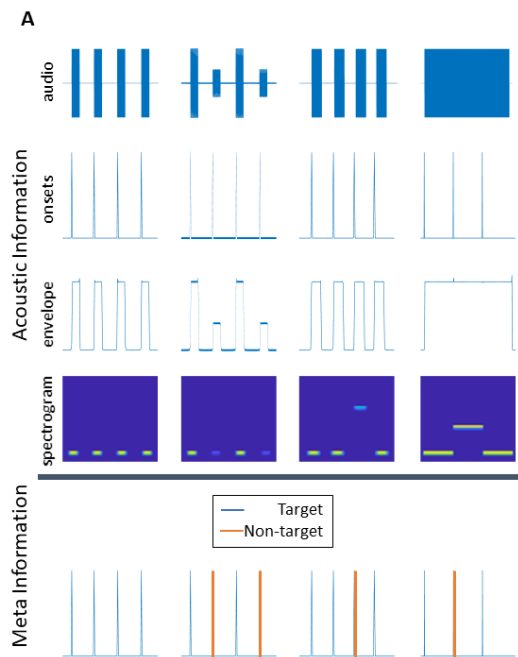 A
audio
onsets
envelope
spectrogram
Acoustic Information
Target
Non-target
Meta Information